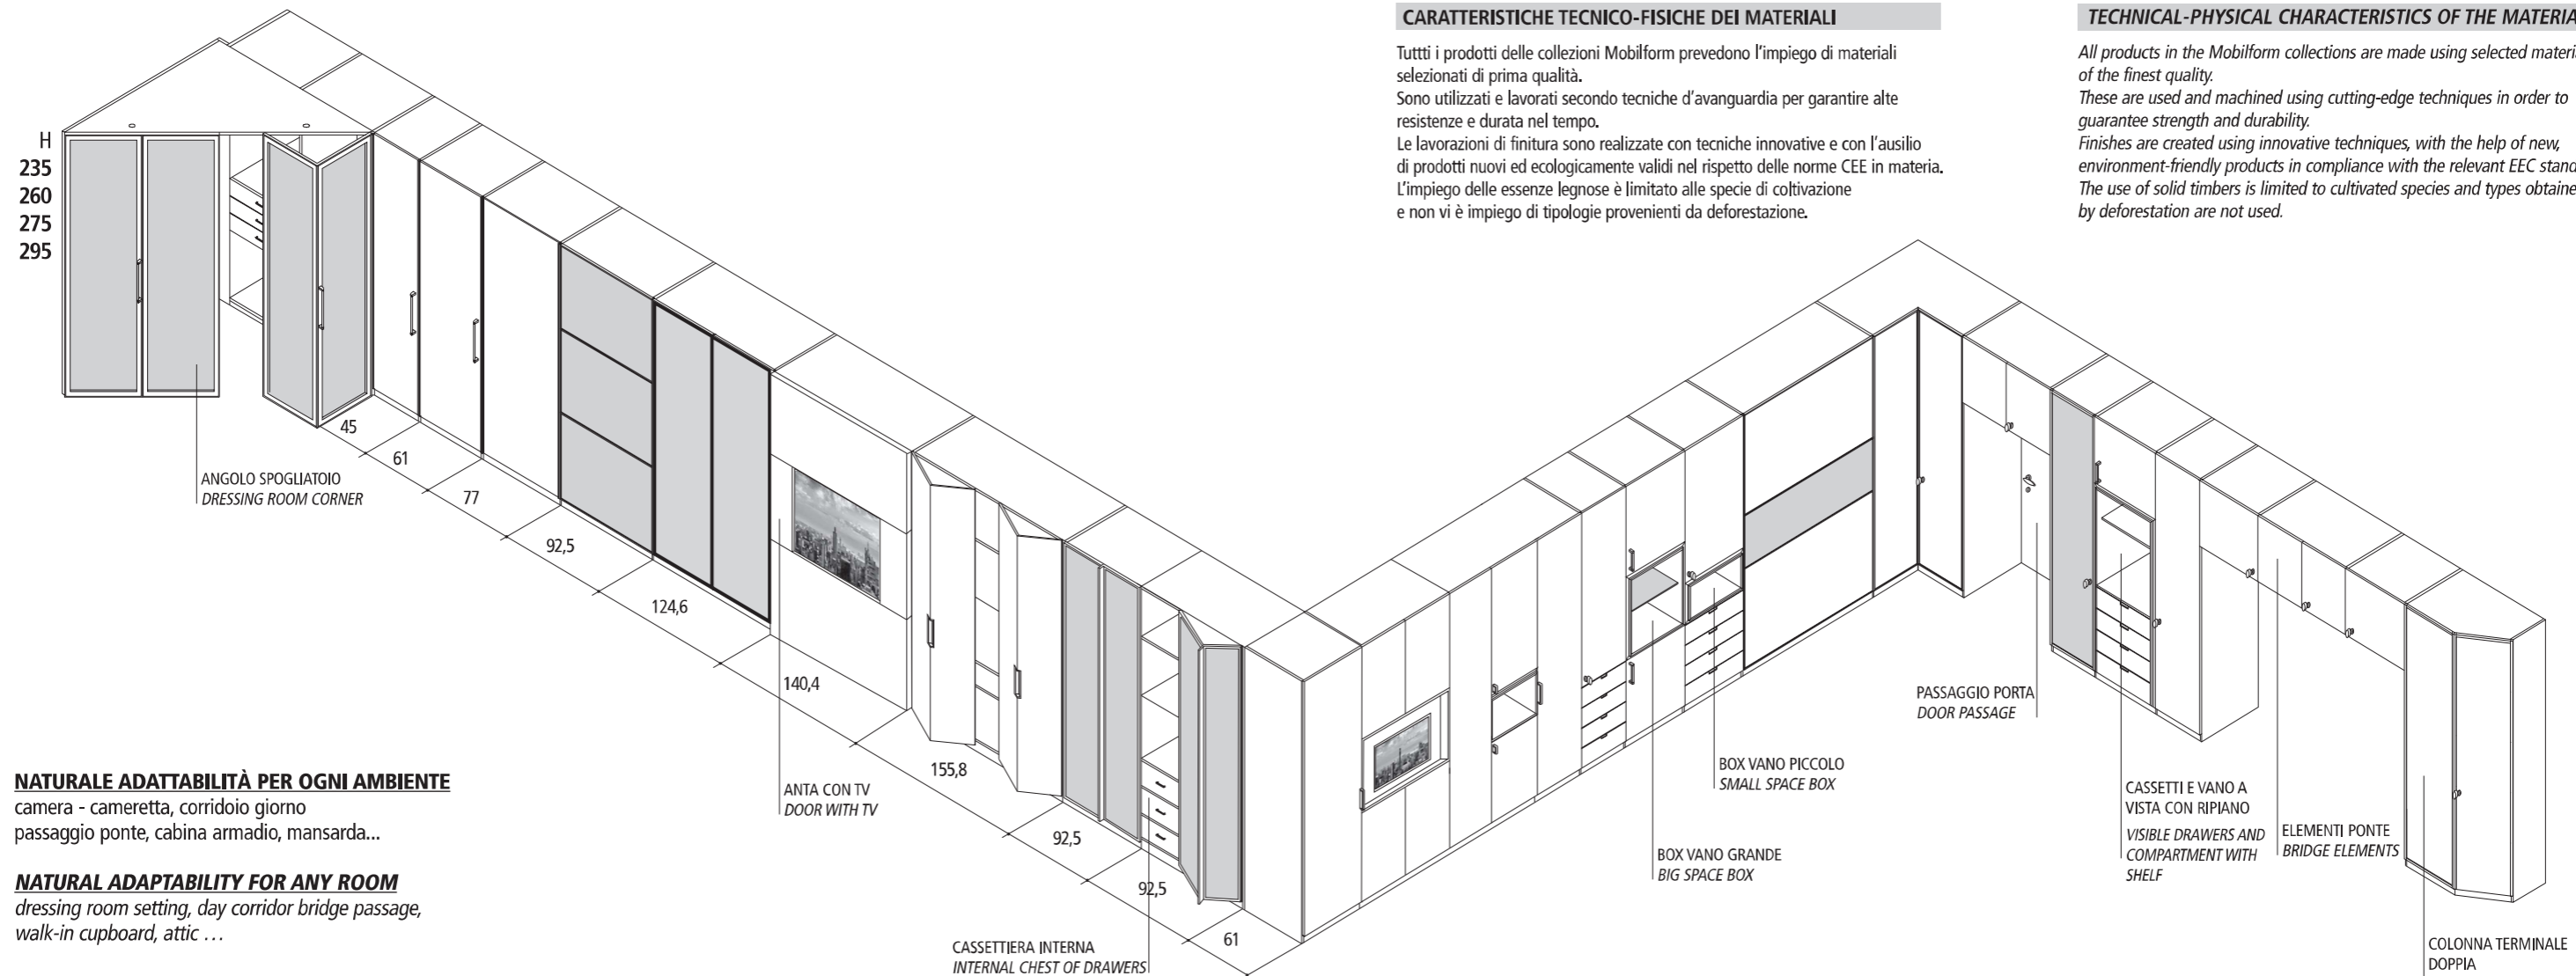 CARATTERISTICHE TECNICO-FISICHE DEI MATERIALI
Tuttti i prodotti delle collezioni Mobilform prevedono l'impiego di materiali
selezionati di prima qualità.
Sono utilizzati e lavorati secondo tecniche d'avanguardia per garantire alte
resistenze e durata nel tempo.
Le lavorazioni di finitura sono realizzate con tecniche innovative e con l'ausilio
di prodotti nuovi ed ecologicamente validi nel rispetto delle norme CEE in materia.
L'impiego delle essenze legnose è limitato alle specie di coltivazione
e non vi è impiego di tipologie provenienti da deforestazione.
TECHNICAL-PHYSICAL CHARACTERISTICS OF THE
All products in the Mobilform collections are made using selected
of the finest quality.
These are used and machined using cutting-edge techniques in order to
guarantee strength and durability.
Finishes are created using innovative techniques, with the help of new,
environment-friendly products in compliance with the relevant EEC
The use of solid timbers is limited to cultivated species and types
by deforestation are not used.
H
235
260
275
295
45
61
77
92,5
124,6
140,4
155,8
92,5
92,5
61
ANGOLO SPOGLIATOIO
DRESSING ROOM CORNER
ANTA CON TV
DOOR WITH TV
CASSETTIERA INTERNA
INTERNAL CHEST OF DRAWERS
BOX VANO GRANDE
BIG SPACE BOX
BOX VANO PICCOLO
SMALL SPACE BOX
PASSAGGIO PORTA
DOOR PASSAGE
CASSETTI E VANO A
VISTA CON RIPIANO
VISIBLE DRAWERS AND
COMPARTMENT WITH
SHELF
ELEMENTI PONTE
BRIDGE ELEMENTS
COLONNA TERMINALE
DOPPIA
NATURALE ADATTABILITÀ PER OGNI AMBIENTE
camera - cameretta, corridoio giorno
passaggio ponte, cabina armadio, mansarda...
NATURAL ADAPTABILITY FOR ANY ROOM
dressing room setting, day corridor bridge passage,
walk-in cupboard, attic ...